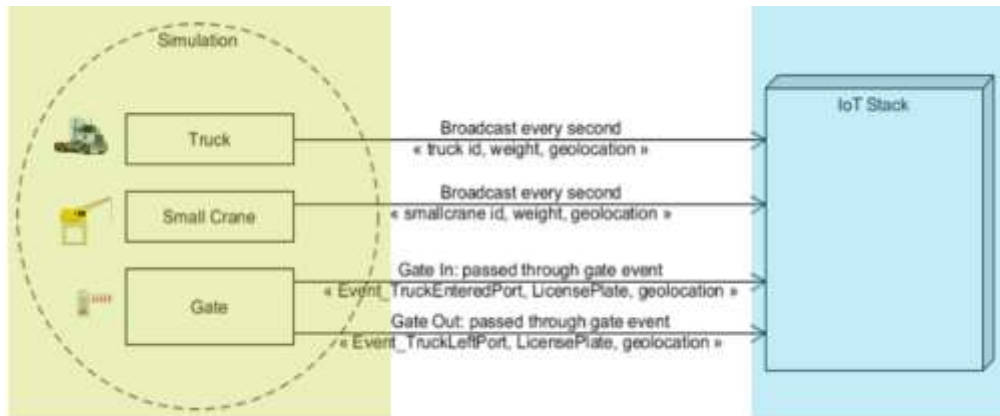 Simulation
IoT Stack
Truck
Broadcast every second
« truck id, weight, geolocation »
Small Crane
Broadcast every second
« smallcrane id, weight, geolocation »
Gate
Gate In: passed through gate event
« Event_TruckEnteredPort, LicensePlate, geolocation »
Gate Out: passed through gate event
« Event_TruckLeftPort, LicensePlate, geolocation »